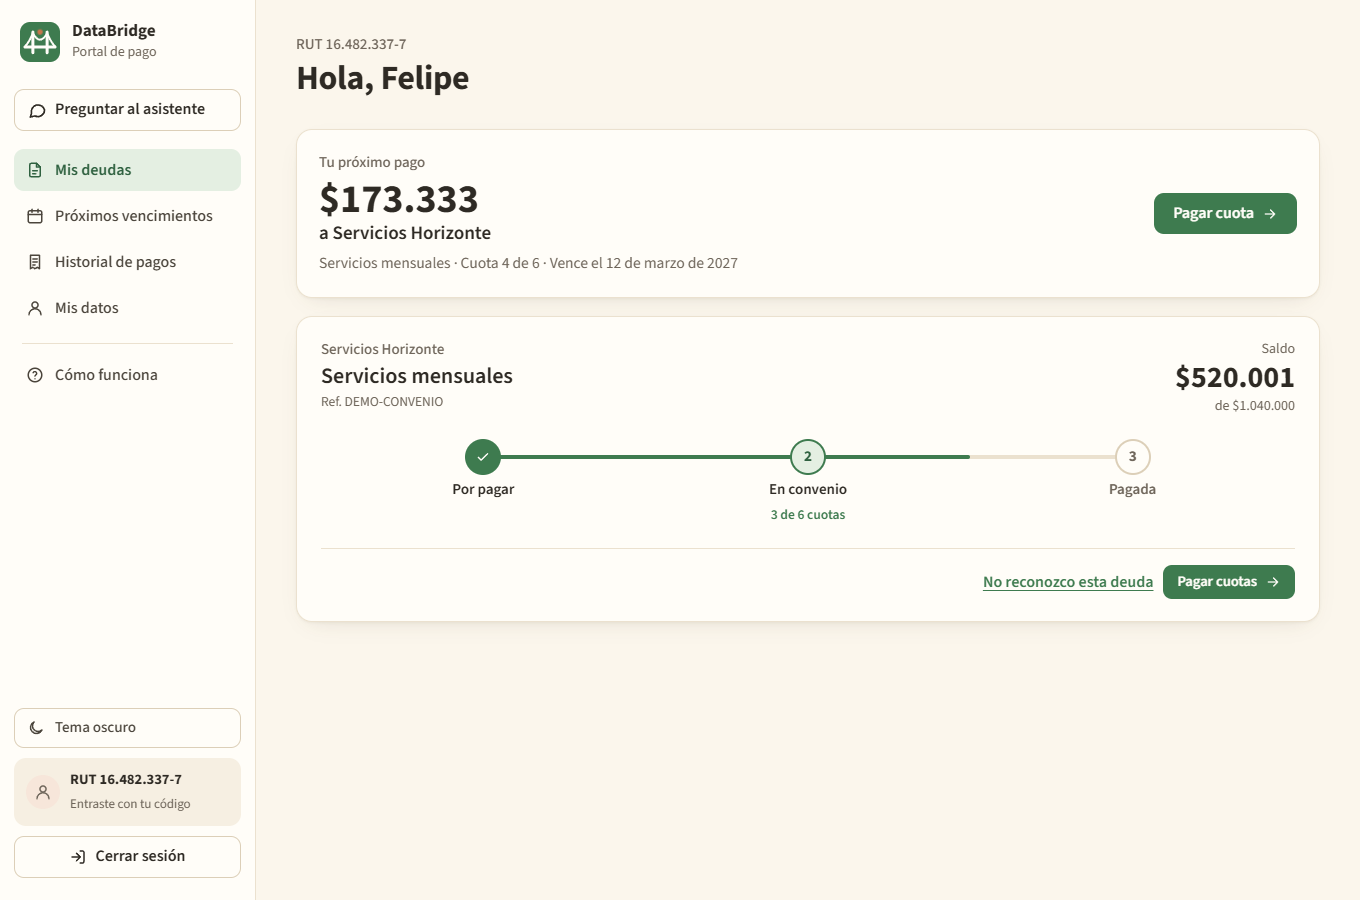 DataBridge
Portal de pago
Preguntar al asistente
Mis deudas
Próximos vencimientos
Historial de pagos
Mis datos
Cómo funciona
Tema oscuro
RUT 16.482.337-7
Entraste con tu código
Cerrar sesión
RUT 16.482.337-7
Hola, Felipe
Tu próximo pago
$173.333
a Servicios Horizonte
Servicios mensuales · Cuota 4 de 6 · Vence el 12 de marzo de 2027
Pagar cuota
Servicios Horizonte
Servicios mensuales
Ref. DEMO-CONVENIO
Saldo
$520.001
de $1.040.000
2
3
Por pagar
En convenio
Pagada
3 de 6 cuotas
No reconozco esta deuda
Pagar cuotas